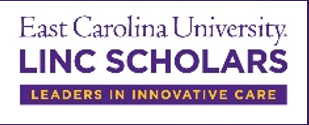 East Carolina University.
LINC SCHOLARS
LEADERS IN INNOVATIVE CARE